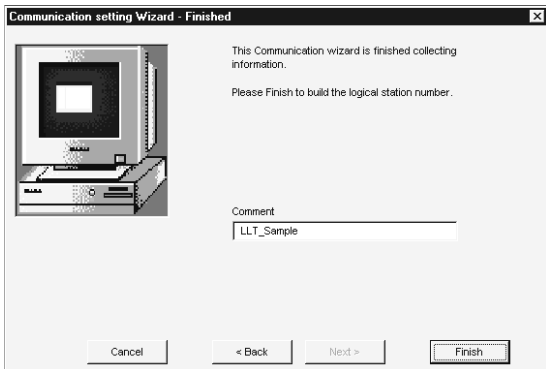 Communication setting Wizard - Finished
This Communication wizard is finished collecting
information.
Please Finish to build the logical station number.
Comment
LLT_Sample
Cancel
< Back
Next >
Finish